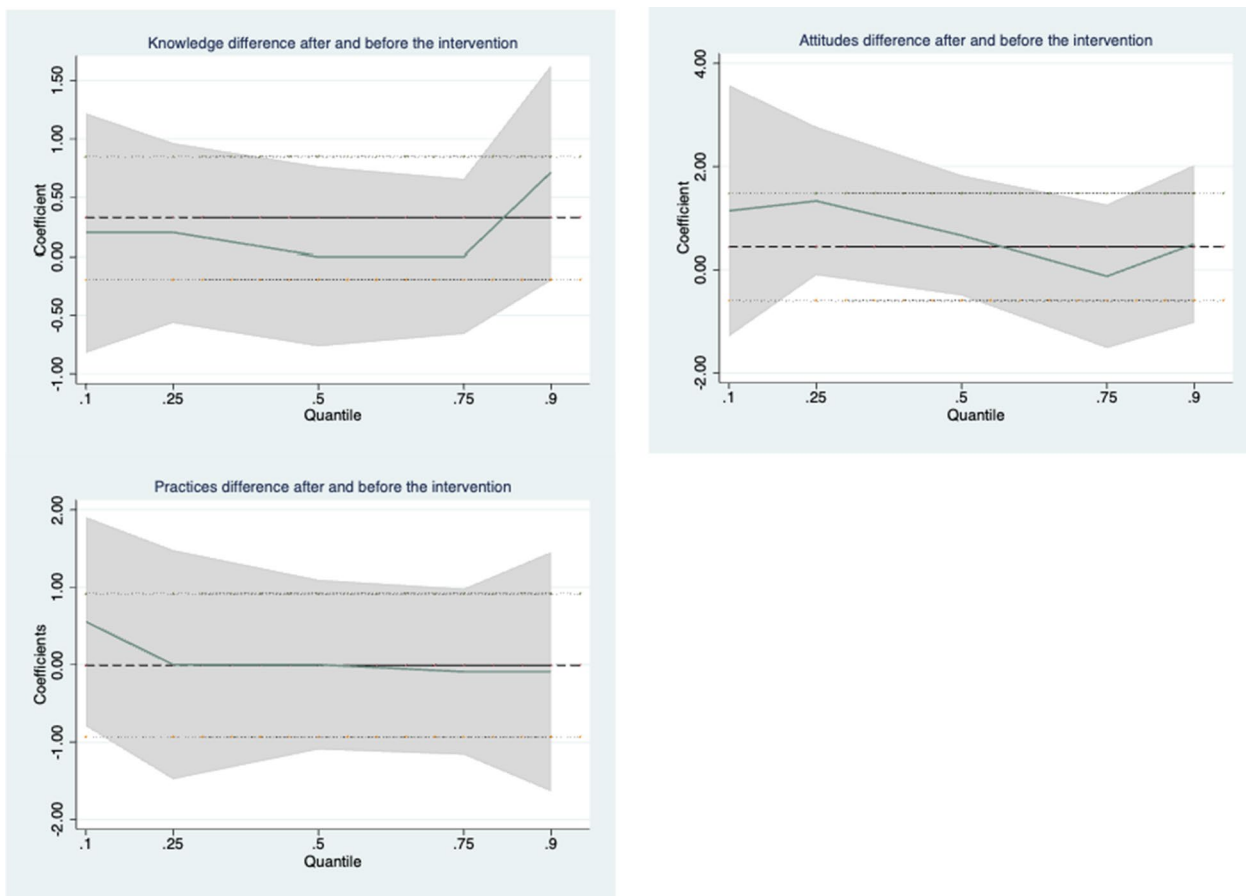 Knowledge difference after and before the intervention
Coefficient
1.50
1.00
0.50
0.00
-0.50
-1.00
.1 .25 .5 .75 .9
Quantile
Attitudes difference after and before the intervention
Coefficient
4.00
2.00
0.00
-2.00
.1 .25 .5 .75 .9
Quantile
Practices difference after and before the intervention
Coefficients
2.00
1.00
0.00
-1.00
-2.00
.1 .25 .5 .75 .9
Quantile